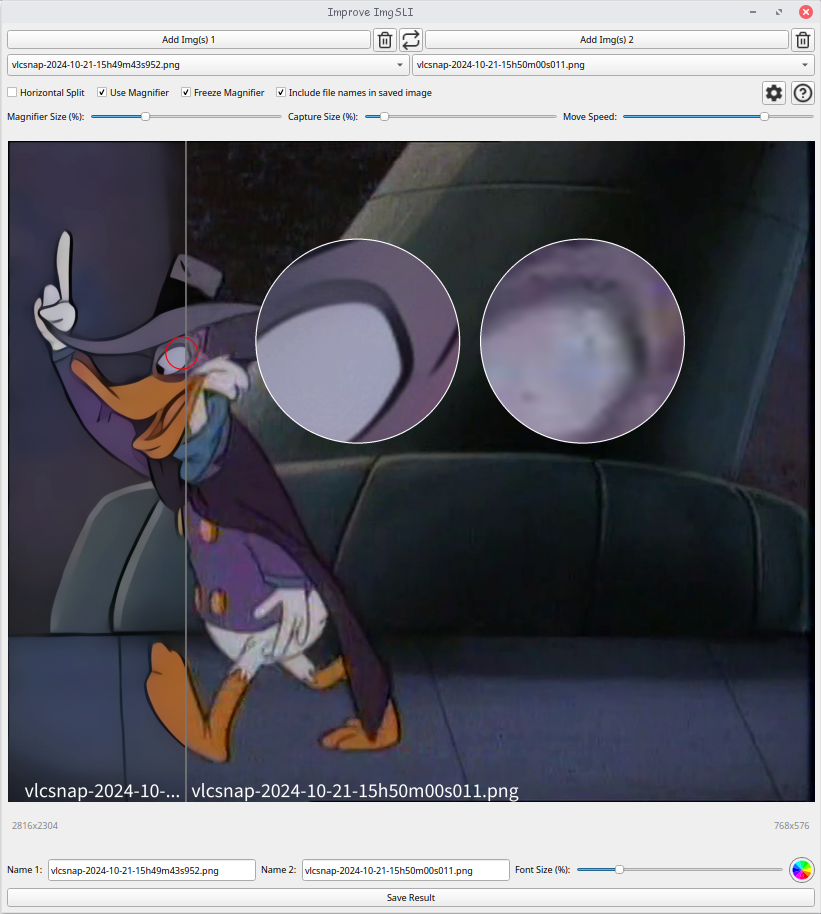 Improve ImgSLI
Add Img(s) 1 Add Img(s) 2
vlcsnap-2024-10-21-15h49m43s952.png vlcsnap-2024-10-21-15h50m00s011.png
Horizontal Split Use Magnifier Freeze Magnifier Include file names in saved image
Magnifier Size (%): Capture Size (%): Move Speed:
vlcsnap-2024-10-... vlcsnap-2024-10-21-15h50m00s011.png
2816x2304 768x576
Name 1: vlcsnap-2024-10-21-15h49m43s952.png Name 2: vlcsnap-2024-10-21-15h50m00s011.png Font Size (%):
Save Result